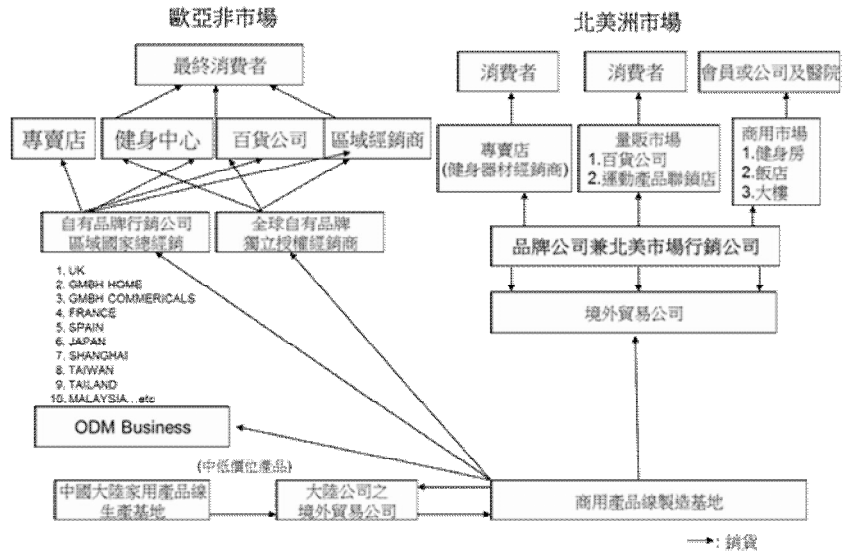 歐亞非市場
最終消費者
專賣店
健身中心
百貨公司
區域經銷商
自有品牌行銷公司
區域國家總經銷
全球自有品牌
獨立授權經銷商
1. UK
2. GMBH HOME
3. GMBH COMMERICALS
4. FRANCE
5. SPAIN
6. JAPAN
7. SHANGHAI
8. TAIWAN
9. TAILAND
10. MALAYSIA...etc
ODM Business
(中低價位產品)
中國大陸家用產品線
生產基地
大陸公司之
境外貿易公司
北美洲市場
消費者
消費者
會員或公司及醫院
專賣店
(健身器材經銷商)
量販市場
1.百貨公司
2.運動產品聯鎖店
商用市場
1.健身房
2.飯店
3.大樓
品牌公司兼北美市場行銷公司
境外貿易公司
商用產品線製造基地
: 銷貨